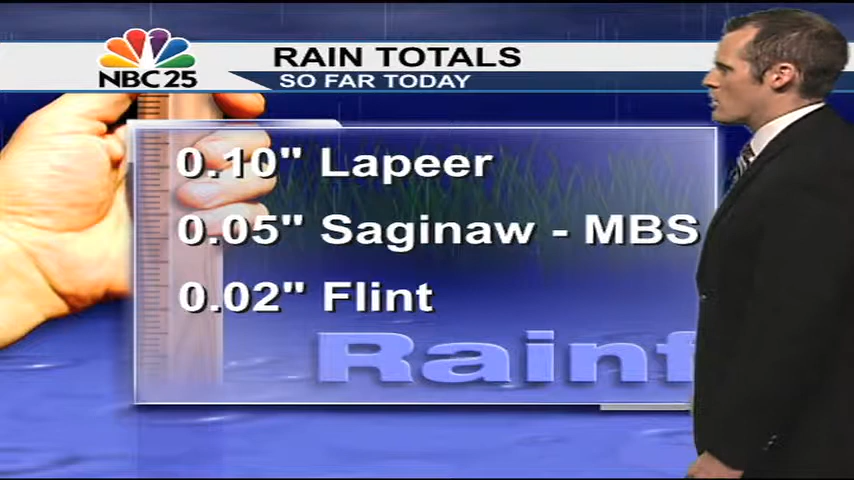 NBC 25
RAIN TOTALS
SO FAR TODAY
0.10" Lapeer
0.05" Saginaw - MBS
0.02" Flint
Rainf